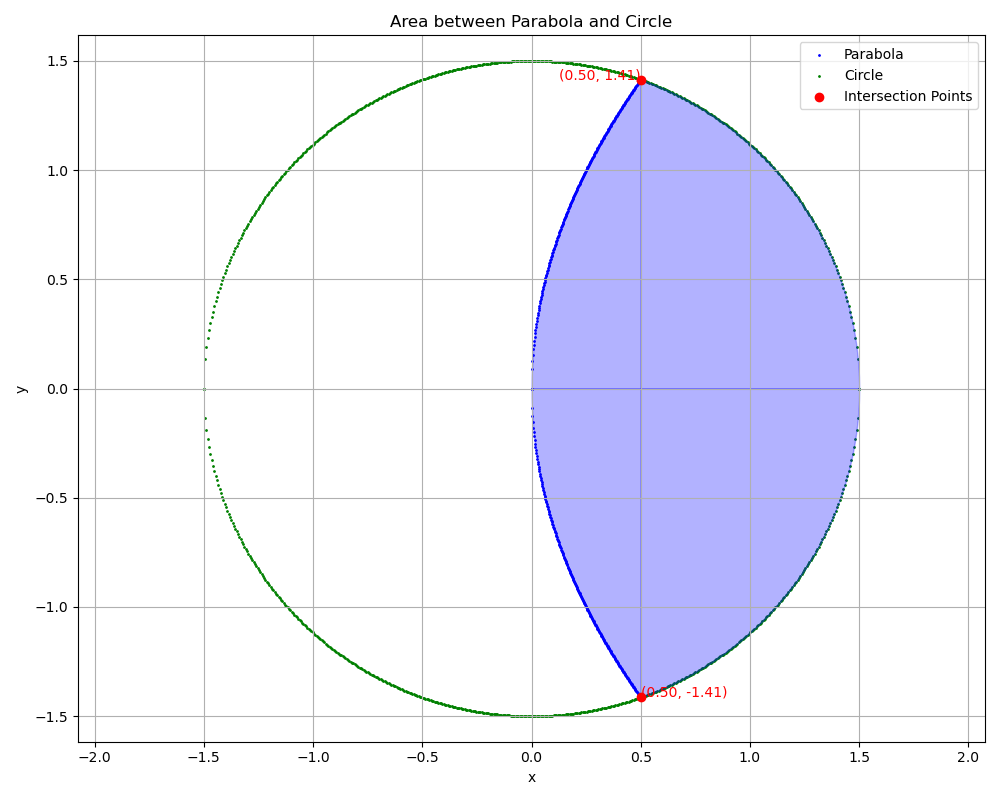 Area between Parabola and Circle
Parabola
Circle
Intersection Points
(0.50, 1.41)
(0.50, -1.41)
1.5
1.0
0.5
0.0
−0.5
−1.0
−1.5
y
−2.0 −1.5 −1.0 −0.5 0.0 0.5 1.0 1.5 2.0
x